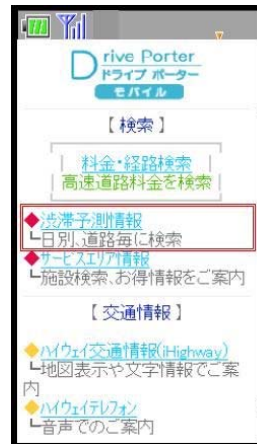 Drive Porter
ドライブ ポーター
モバイル
【検索】
料金・経路検索
高速道路料金を検索
◆渋滞予測情報
┗日別、道路毎に検索
◆サービスエリア情報
┗施設検索、お得情報をご案内
【交通情報】
◆ハイウェイ交通情報(iHighway)
┗地図表示や文字情報でご案
内
◆ハイウェイテレフォン
┗音声でのご案内